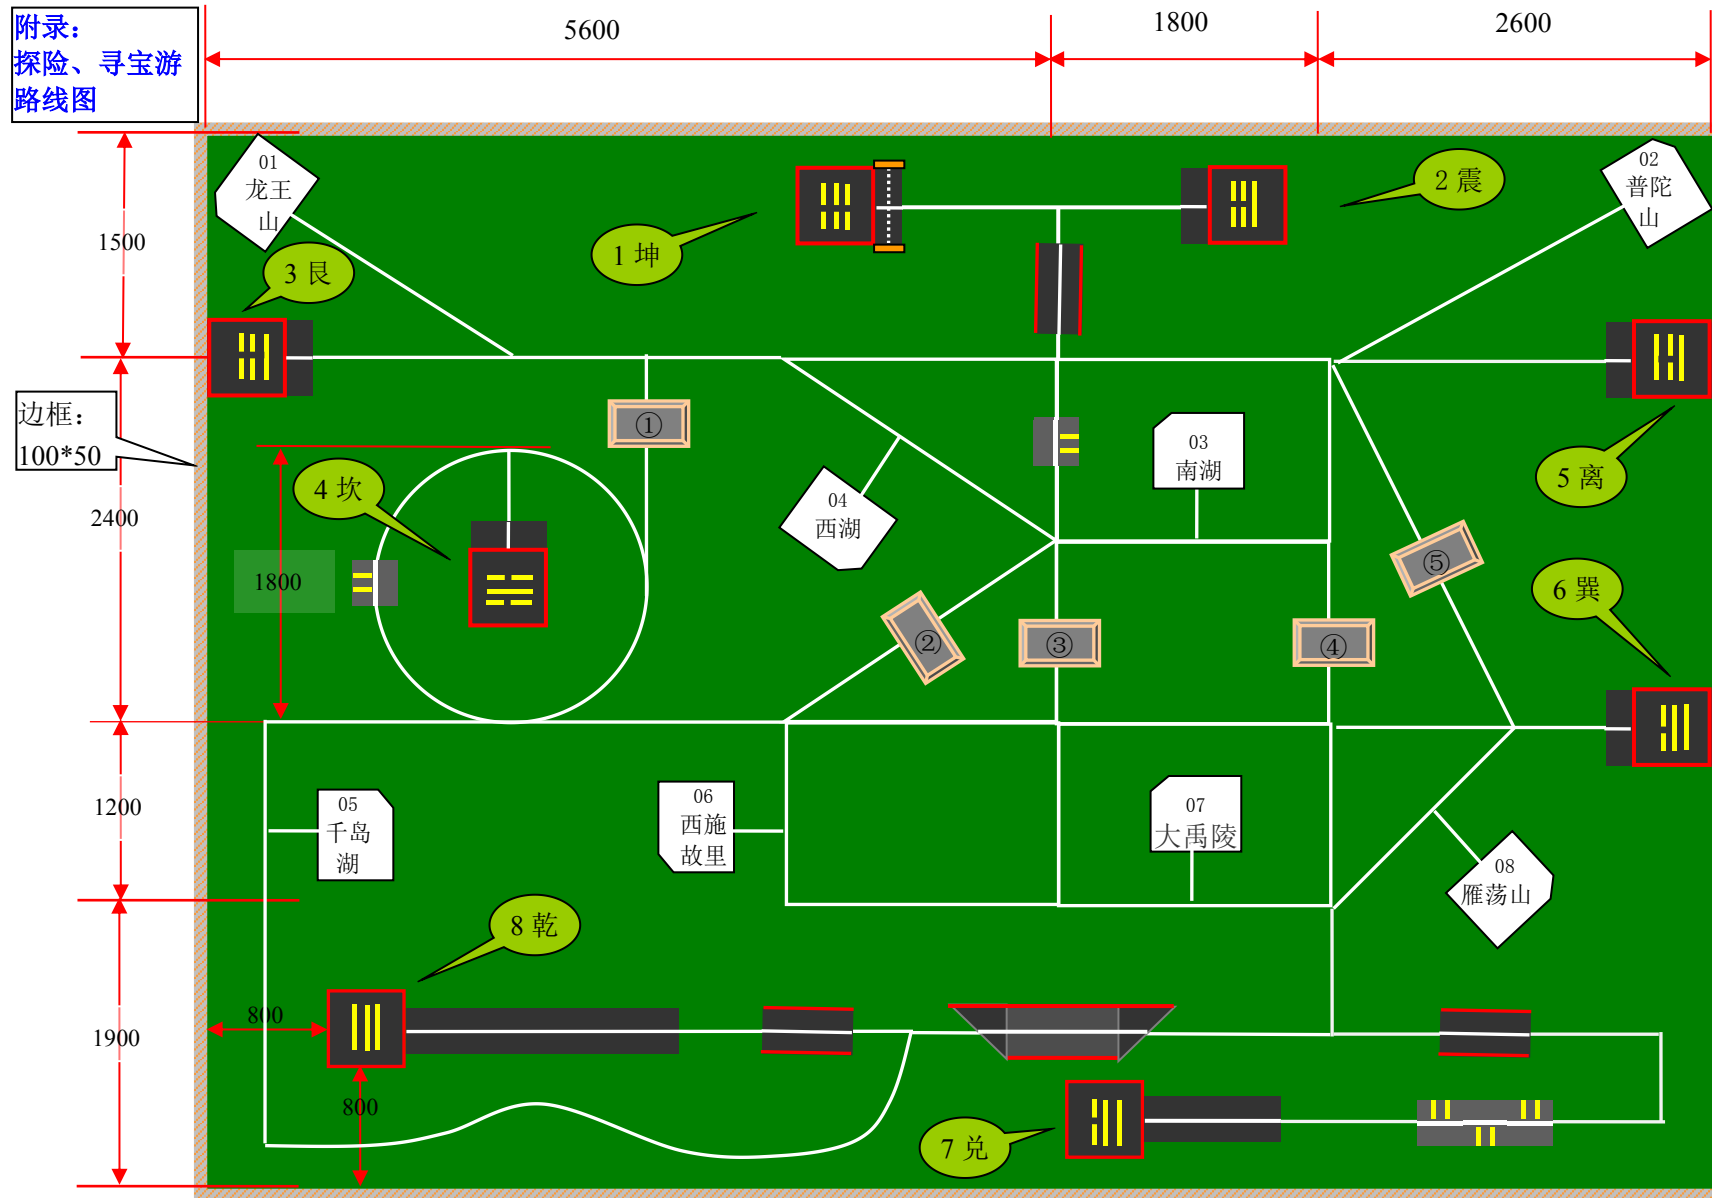 附录：
探险、寻宝游
路线图
5600
1800
2600
01
龙王
山
02
普陀
山
2 震
1 坤
3 艮
1500
边框：
100*50
①
03
南湖
5 离
4 坎
04
西湖
2400
1800
⑤
6 巽
②
③
④
05
千岛
湖
06
西施
故里
07
大禹陵
08
雁荡山
1200
8 乾
800
1900
800
7 兑